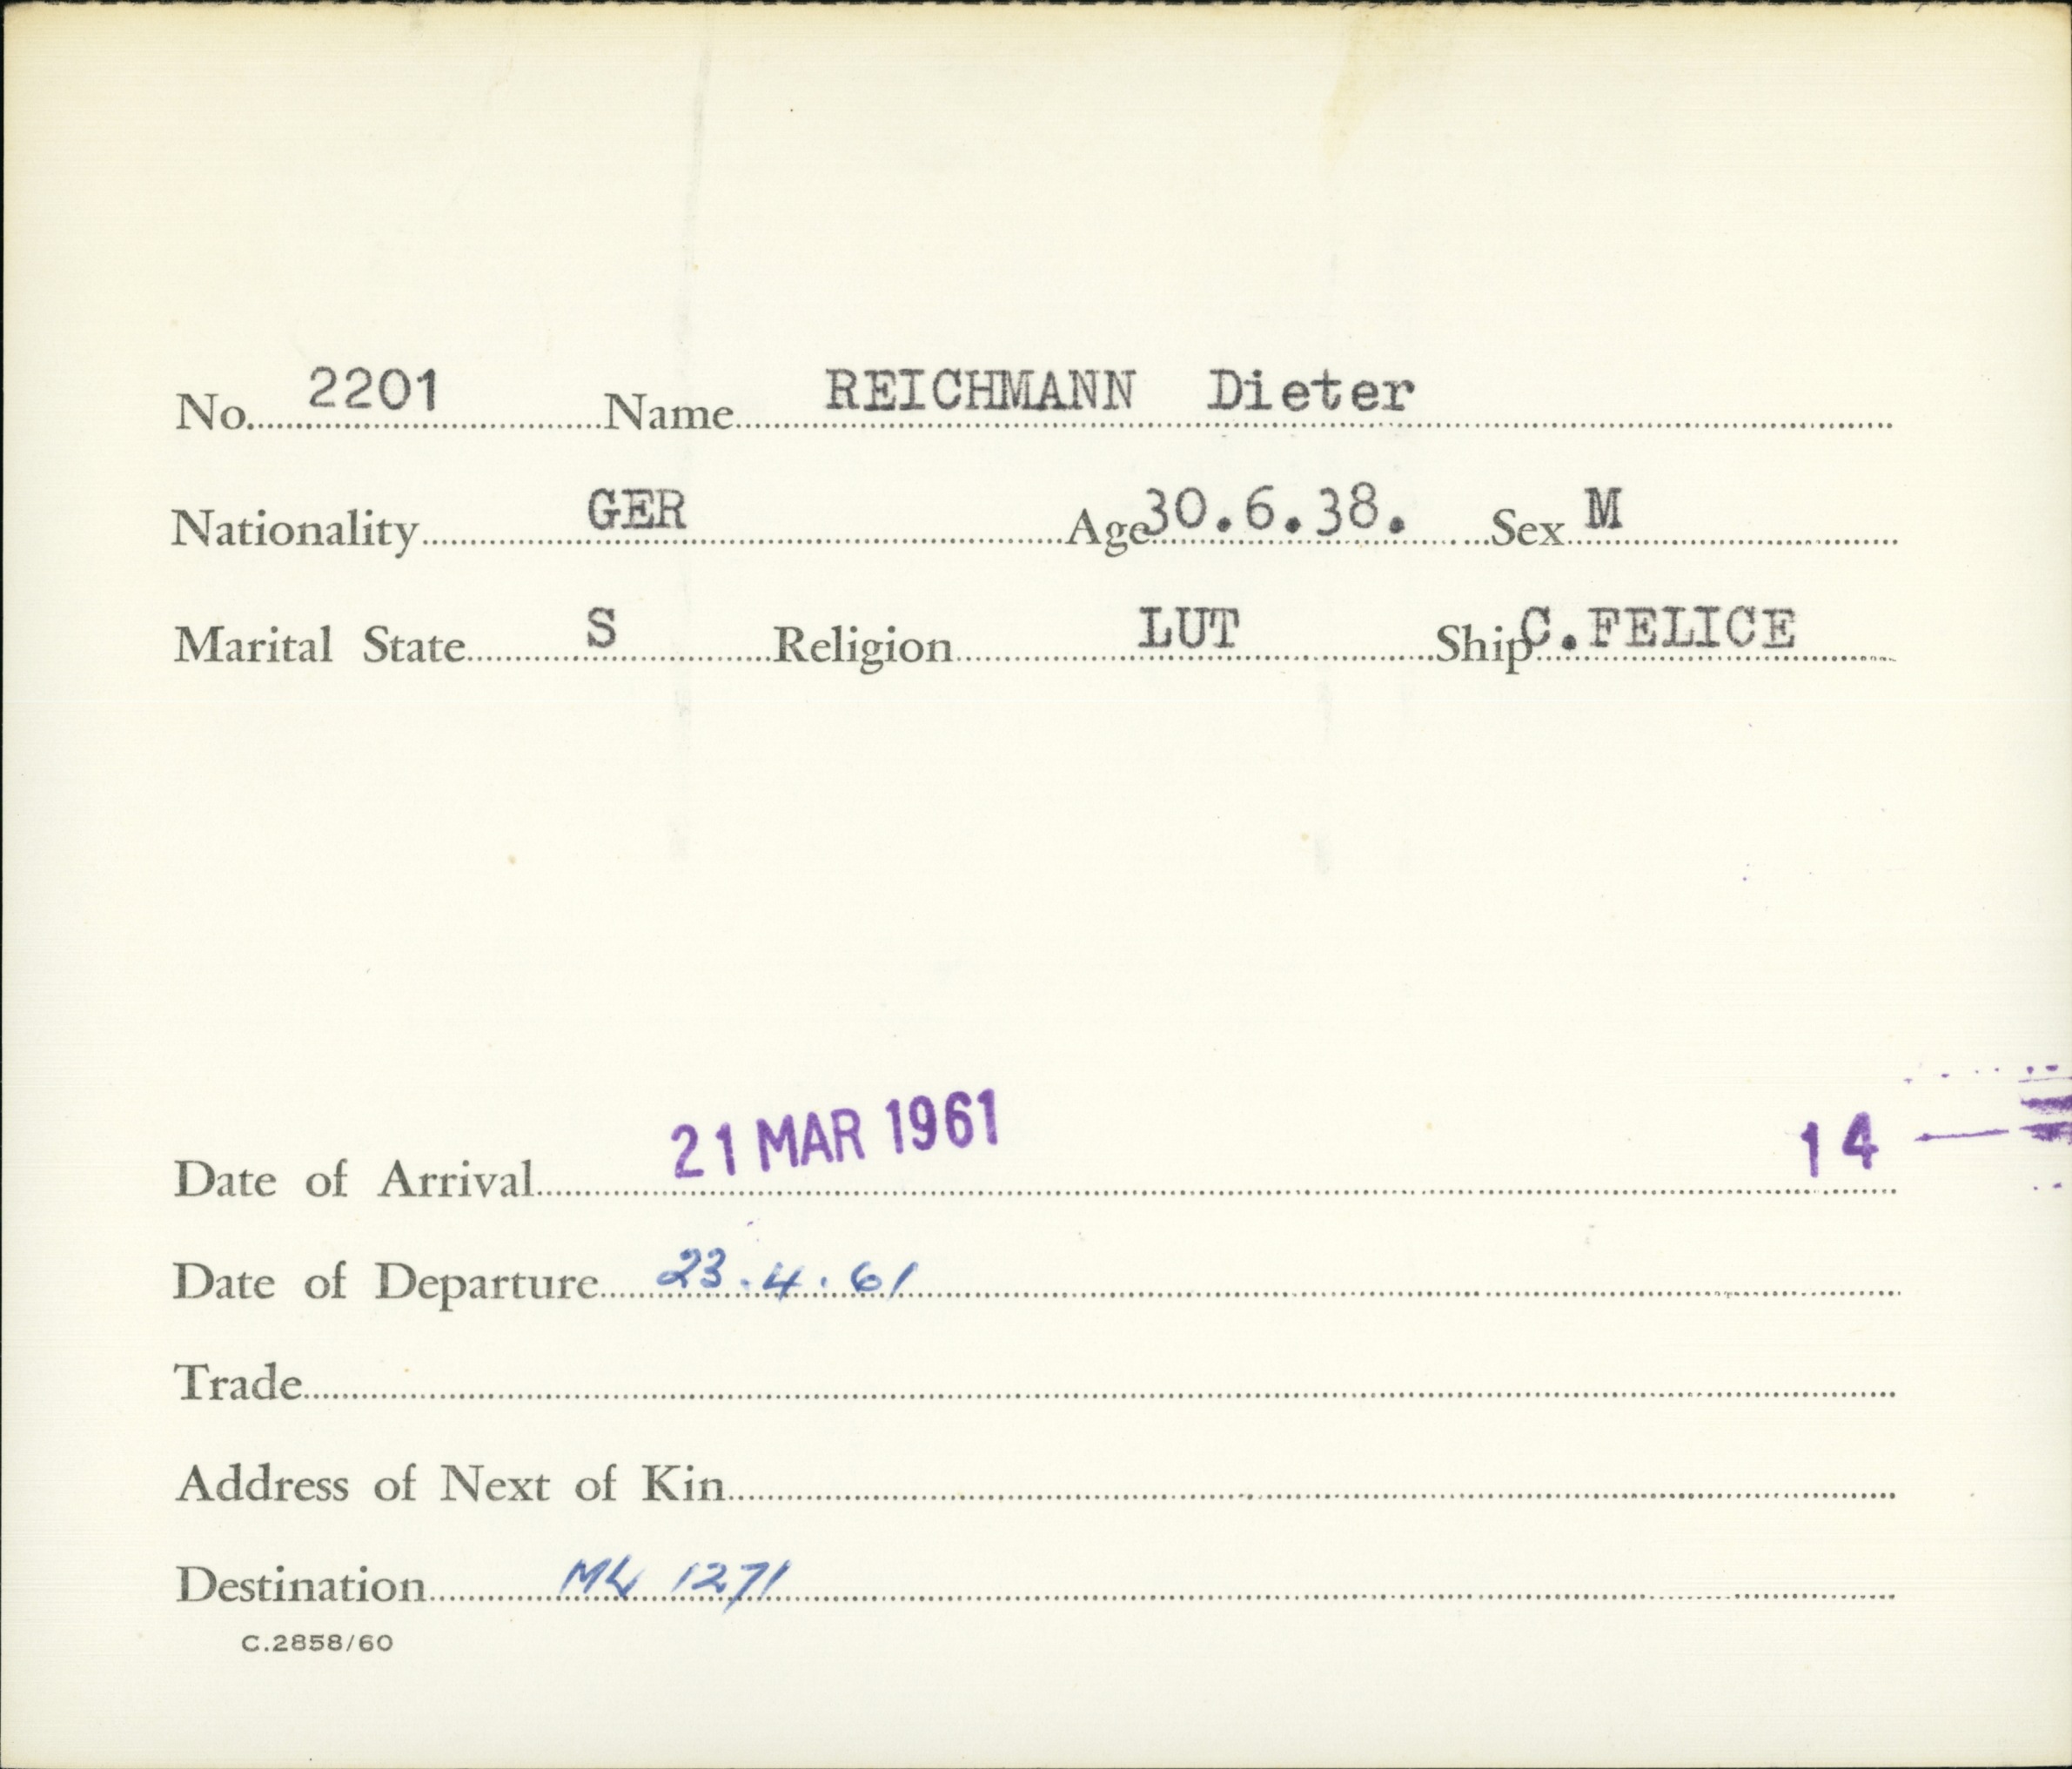 No. 2201 Name REICHMANN Dieter
Nationality GER Age 30.6.38. Sex M
Marital State S Religion LUT Ship C.FELICE
21 MAR 1961 14
Date of Arrival
Date of Departure 23.4.61
Trade
Address of Next of Kin
Destination ML 1271
C.2858/60